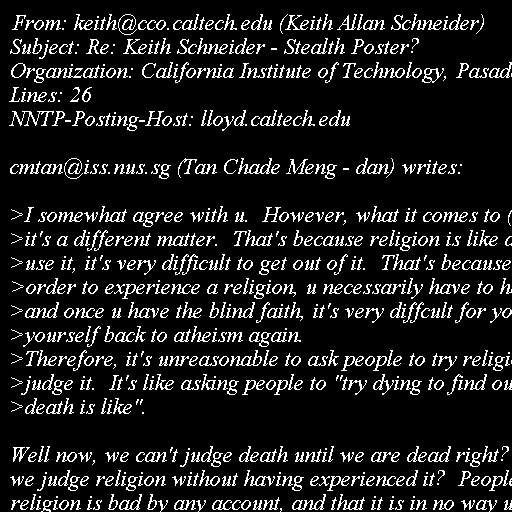 From: keith@cco.caltech.edu (Keith Allan Schneider)
Subject: Re: Keith Schneider - Stealth Poster?
Organization: California Institute of Technology, Pasad
Lines: 26
NNTP-Posting-Host: lloyd.caltech.edu

cmtan@iss.nus.sg (Tan Chade Meng - dan) writes:

>I somewhat agree with u.  However, what it comes to (
>it's a different matter.  That's because religion is like
>use it, it's very difficult to get out of it.  That's because
>order to experience a religion, u necessarily have to
>and once u have the blind faith, it's very diffcult for yo
>yourself back to atheism again.
>Therefore, it's unreasonable to ask people to try religi
>judge it.  It's like asking people to "try dying to find ou
>death is like".

Well now, we can't judge death until we are dead right?
we judge religion without having experienced it?  Peopl
religion is bad by any account, and that it is in no way